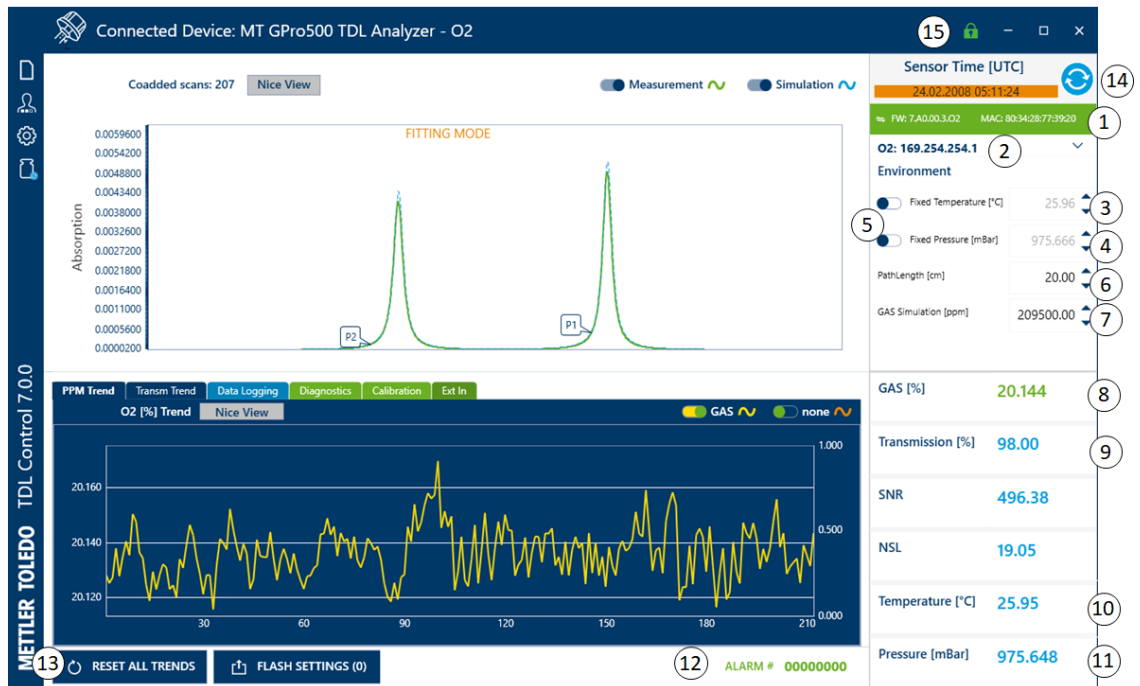 Connected Device: MT GPro500 TDL Analyzer - O2
15
Coadded scans: 207
Nice View
Measurement
Simulation
FITTING MODE
Absorption
0.0059600
0.0054200
0.0048800
0.0043400
0.0038000
0.0032600
0.0027200
0.0021800
0.0016400
0.0011000
0.0005600
0.0000200
P2
P1
Sensor Time [UTC]
24.02.2008 05:11:24
14
FW: 7.A0.00.3.O2 MAC: 80:34:28:77:39:20
1
O2: 169.254.254.1
2
Environment
Fixed Temperature [°C] 25.96
3
5
Fixed Pressure [mBar] 975.666
4
PathLength [cm] 20.00
6
GAS Simulation [ppm] 209500.00
7
PPM Trend
Transm Trend
Data Logging
Diagnostics
Calibration
Ext In
O2 [%] Trend
Nice View
GAS
none
20.160
20.140
20.120
1.000
0.500
0.000
30 60 90 120 150 180 210
GAS [%] 20.144
8
Transmission [%] 98.00
9
SNR 496.38
NSL 19.05
Temperature [°C] 25.95
10
Pressure [mBar] 975.648
11
13
RESET ALL TRENDS
FLASH SETTINGS (0)
12
ALARM # 00000000
METTLER TOLEDO TDL Control 7.0.0